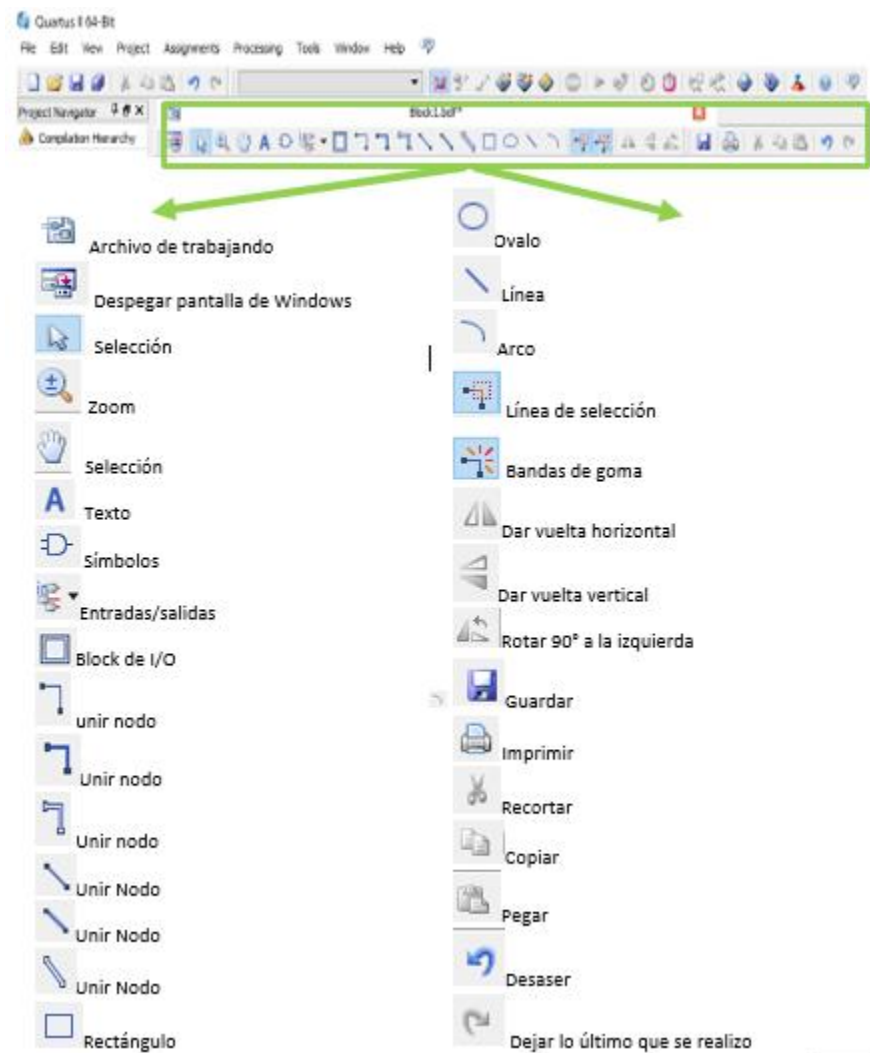 Quartus II 64-Bit
File Edit View Project Assignments Processing Tools Window Help
Project Navigator
Block1.bdf*
Compilation Hierarchy
Archivo de trabajando
Despegar pantalla de Windows
Selección
Zoom
Selección
A Texto
Símbolos
Entradas/salidas
Block de I/O
unir nodo
Unir nodo
Unir nodo
Unir Nodo
Unir Nodo
Unir Nodo
Rectángulo
Ovalo
Línea
Arco
Línea de selección
Bandas de goma
Dar vuelta horizontal
Dar vuelta vertical
Rotar 90° a la izquierda
Guardar
Imprimir
Recortar
Copiar
Pegar
Desaser
Dejar lo último que se realizo